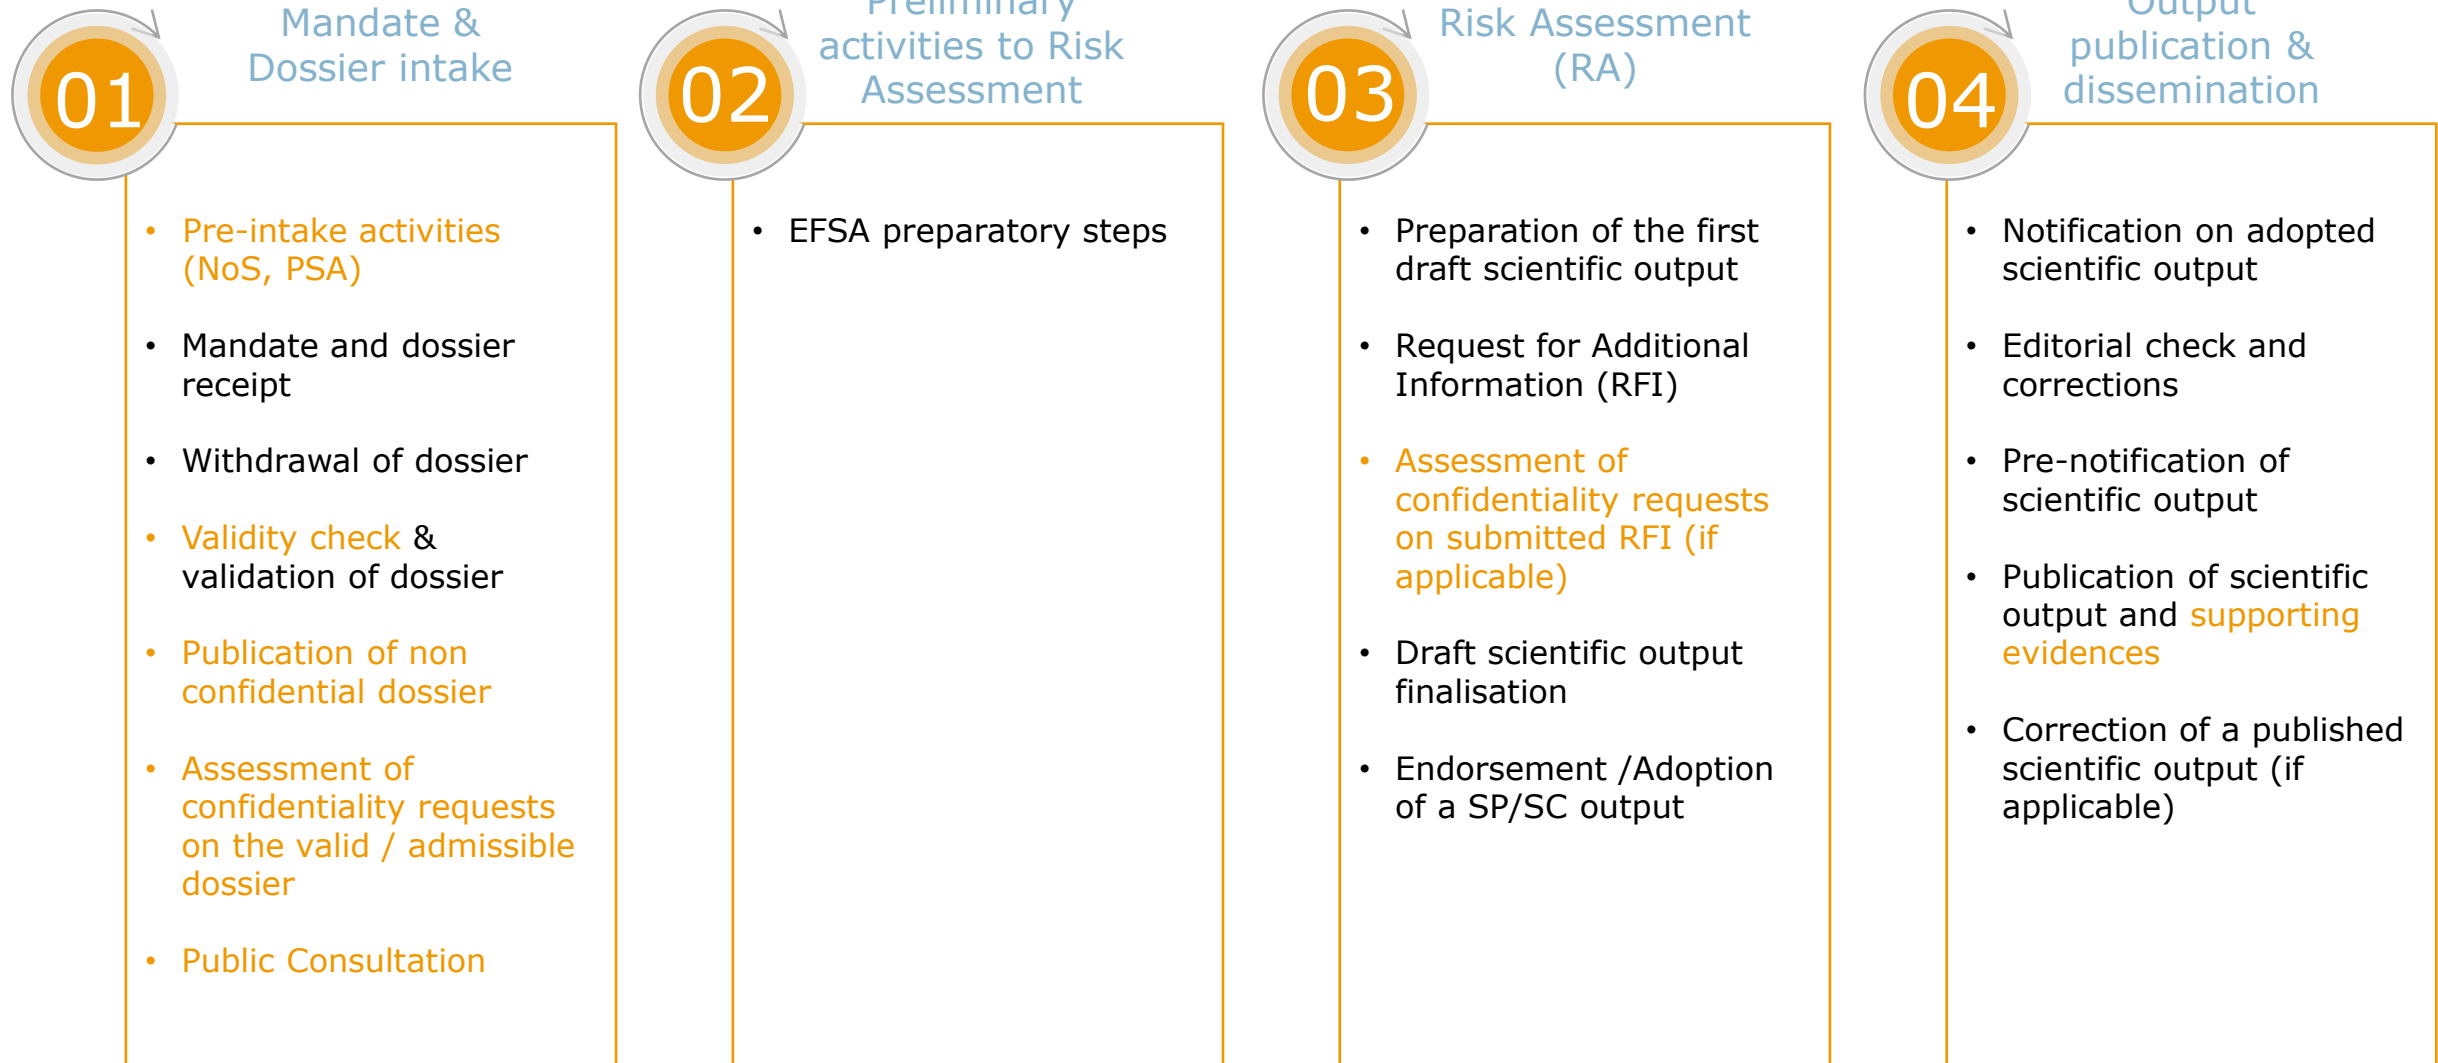 01
Mandate &
Dossier intake
• Pre-intake activities
(NoS, PSA)
• Mandate and dossier
receipt
• Withdrawal of dossier
• Validity check &
validation of dossier
• Publication of non
confidential dossier
• Assessment of
confidentiality requests
on the valid / admissible
dossier
• Public Consultation
02
Preliminary
activities to Risk
Assessment
• EFSA preparatory steps
03
Risk Assessment
(RA)
• Preparation of the first
draft scientific output
• Request for Additional
Information (RFI)
• Assessment of
confidentiality requests
on submitted RFI (if
applicable)
• Draft scientific output
finalisation
• Endorsement /Adoption
of a SP/SC output
04
Output
publication &
dissemination
• Notification on adopted
scientific output
• Editorial check and
corrections
• Pre-notification of
scientific output
• Publication of scientific
output and supporting
evidences
• Correction of a published
scientific output (if
applicable)